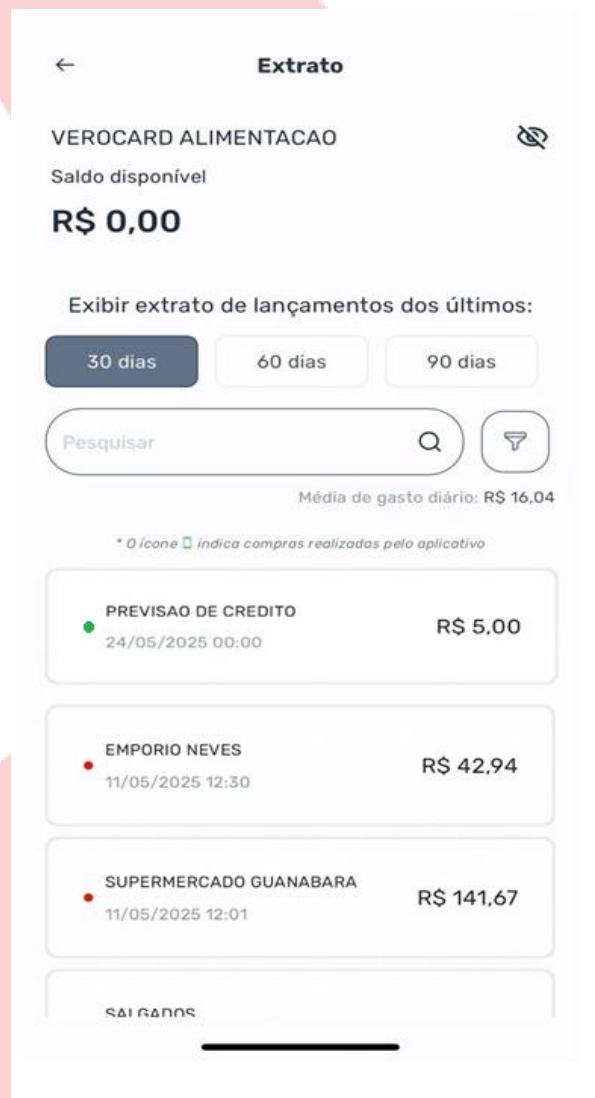 Extrato
VEROCARD ALIMENTACAO
Saldo disponível
R$ 0,00
Exibir extrato de lançamentos dos últimos:
30 dias 60 dias 90 dias
Pesquisar
Média de gasto diário: R$ 16,04
* O ícone indica compras realizadas pelo aplicativo
PREVISAO DE CREDITO
24/05/2025 00:00
R$ 5,00
EMPORIO NEVES
11/05/2025 12:30
R$ 42,94
SUPERMERCADO GUANABARA
11/05/2025 12:01
R$ 141,67
SALGADOS